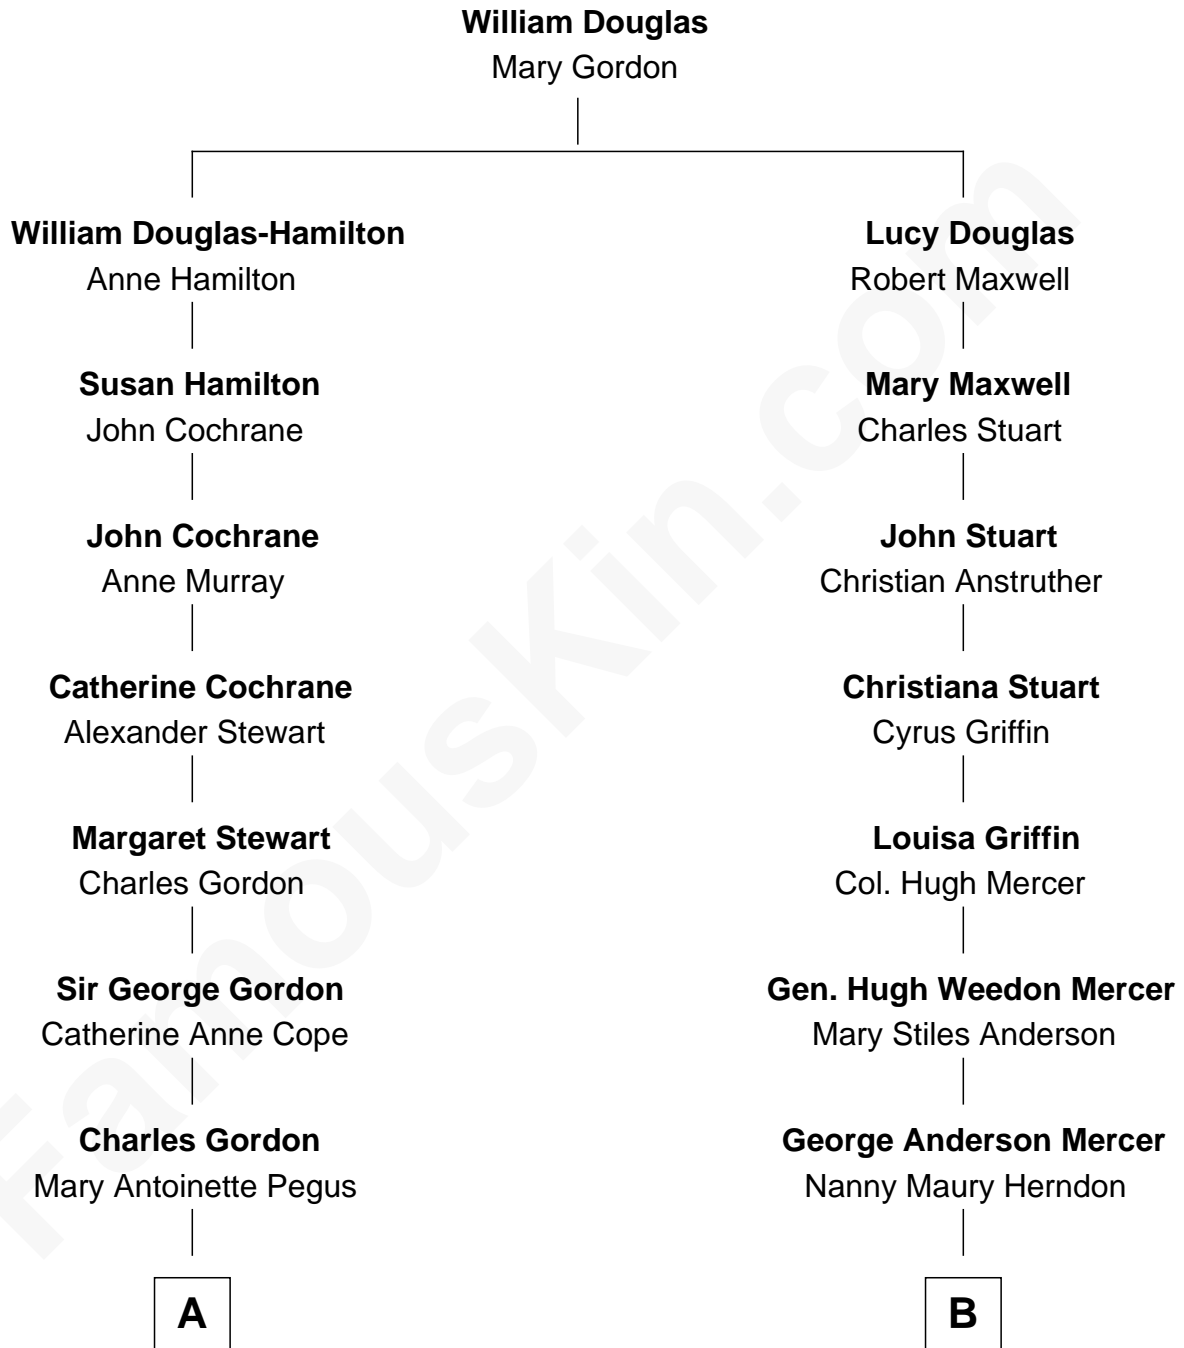 William Douglas
Mary Gordon
William Douglas-Hamilton
Anne Hamilton
Lucy Douglas
Robert Maxwell
Susan Hamilton
John Cochrane
Mary Maxwell
Charles Stuart
John Cochrane
Anne Murray
John Stuart
Christian Anstruther
Catherine Cochrane
Alexander Stewart
Christiana Stuart
Cyrus Griffin
Margaret Stewart
Charles Gordon
Louisa Griffin
Col. Hugh Mercer
Sir George Gordon
Catherine Anne Cope
Gen. Hugh Weedon Mercer
Mary Stiles Anderson
Charles Gordon
Mary Antoinette Pegus
George Anderson Mercer
Nanny Maury Herndon
A
B
FamousKin.com